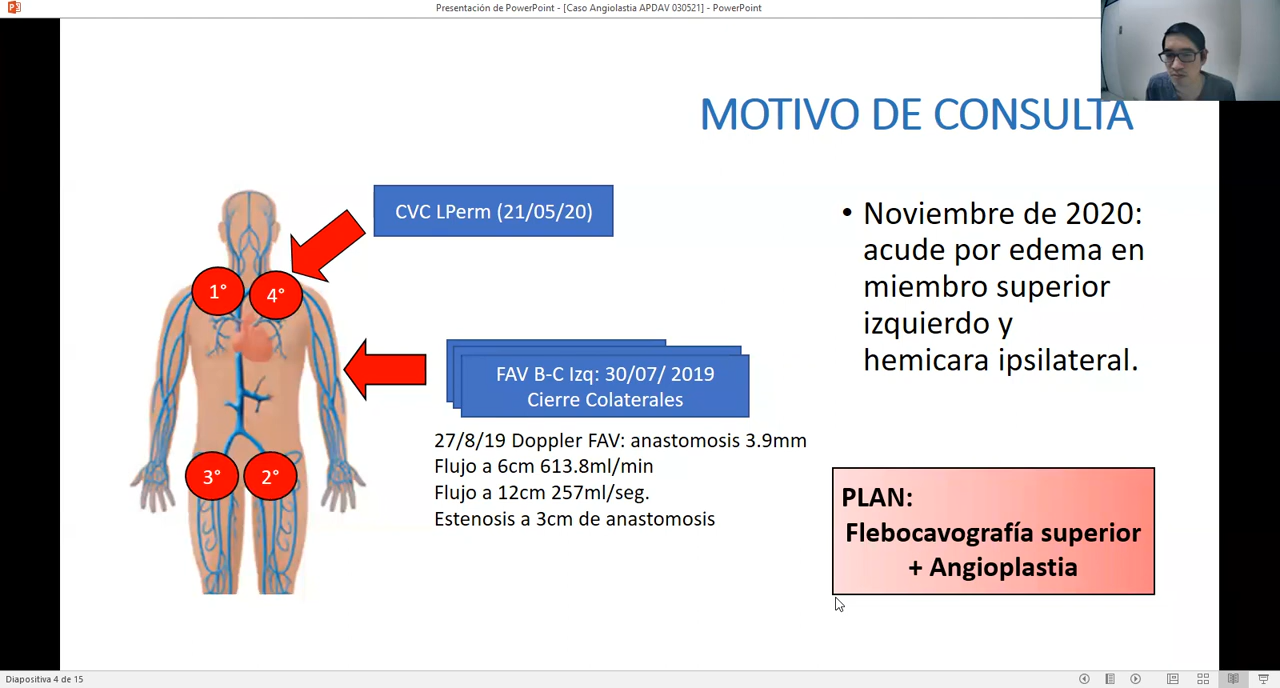 Presentación de PowerPoint - [Caso Angiolastia APDAV 030521] - PowerPoint
MOTIVO DE CONSULTA
CVC LPerm (21/05/20)
1°
4°
FAV B-C Izq: 30/07/ 2019
Cierre Colaterales
27/8/19 Doppler FAV: anastomosis 3.9mm
Flujo a 6cm 613.8ml/min
Flujo a 12cm 257ml/seg.
Estenosis a 3cm de anastomosis
3°
2°
• Noviembre de 2020:
acude por edema en
miembro superior
izquierdo y
hemicara ipsilateral.
PLAN:
Flebocavografía superior
+ Angioplastia
Diapositiva 4 de 15